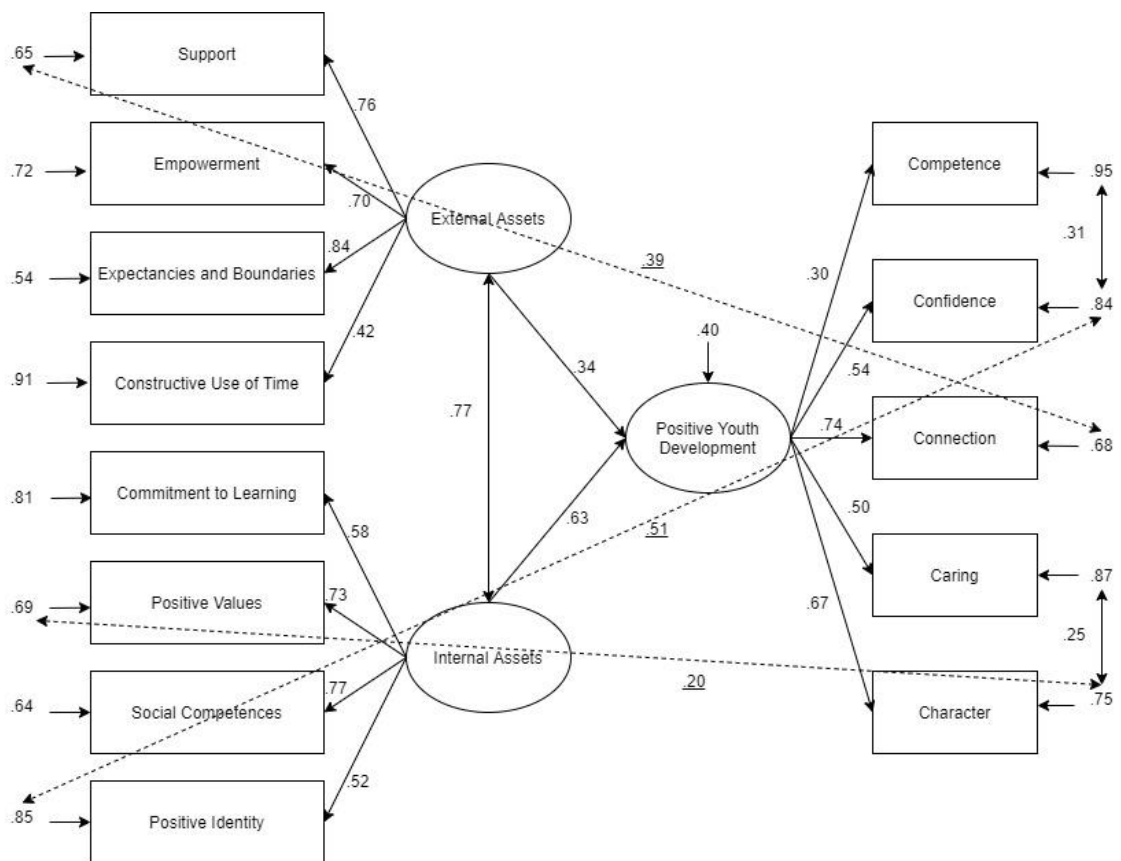 .65
Support
.76
.72
Empowerment
.70
External Assets
.54
Expectancies and Boundaries
.84
.91
Constructive Use of Time
.42
.77
.34
.40
Positive Youth
Development
.39
.81
Commitment to Learning
.58
.69
Positive Values
.73
Internal Assets
.64
Social Competences
.77
.85
Positive Identity
.52
.63
.51
.20
.30
Competence
.95
.31
.54
Confidence
.84
.74
Connection
.68
.50
Caring
.87
.25
.67
Character
.75